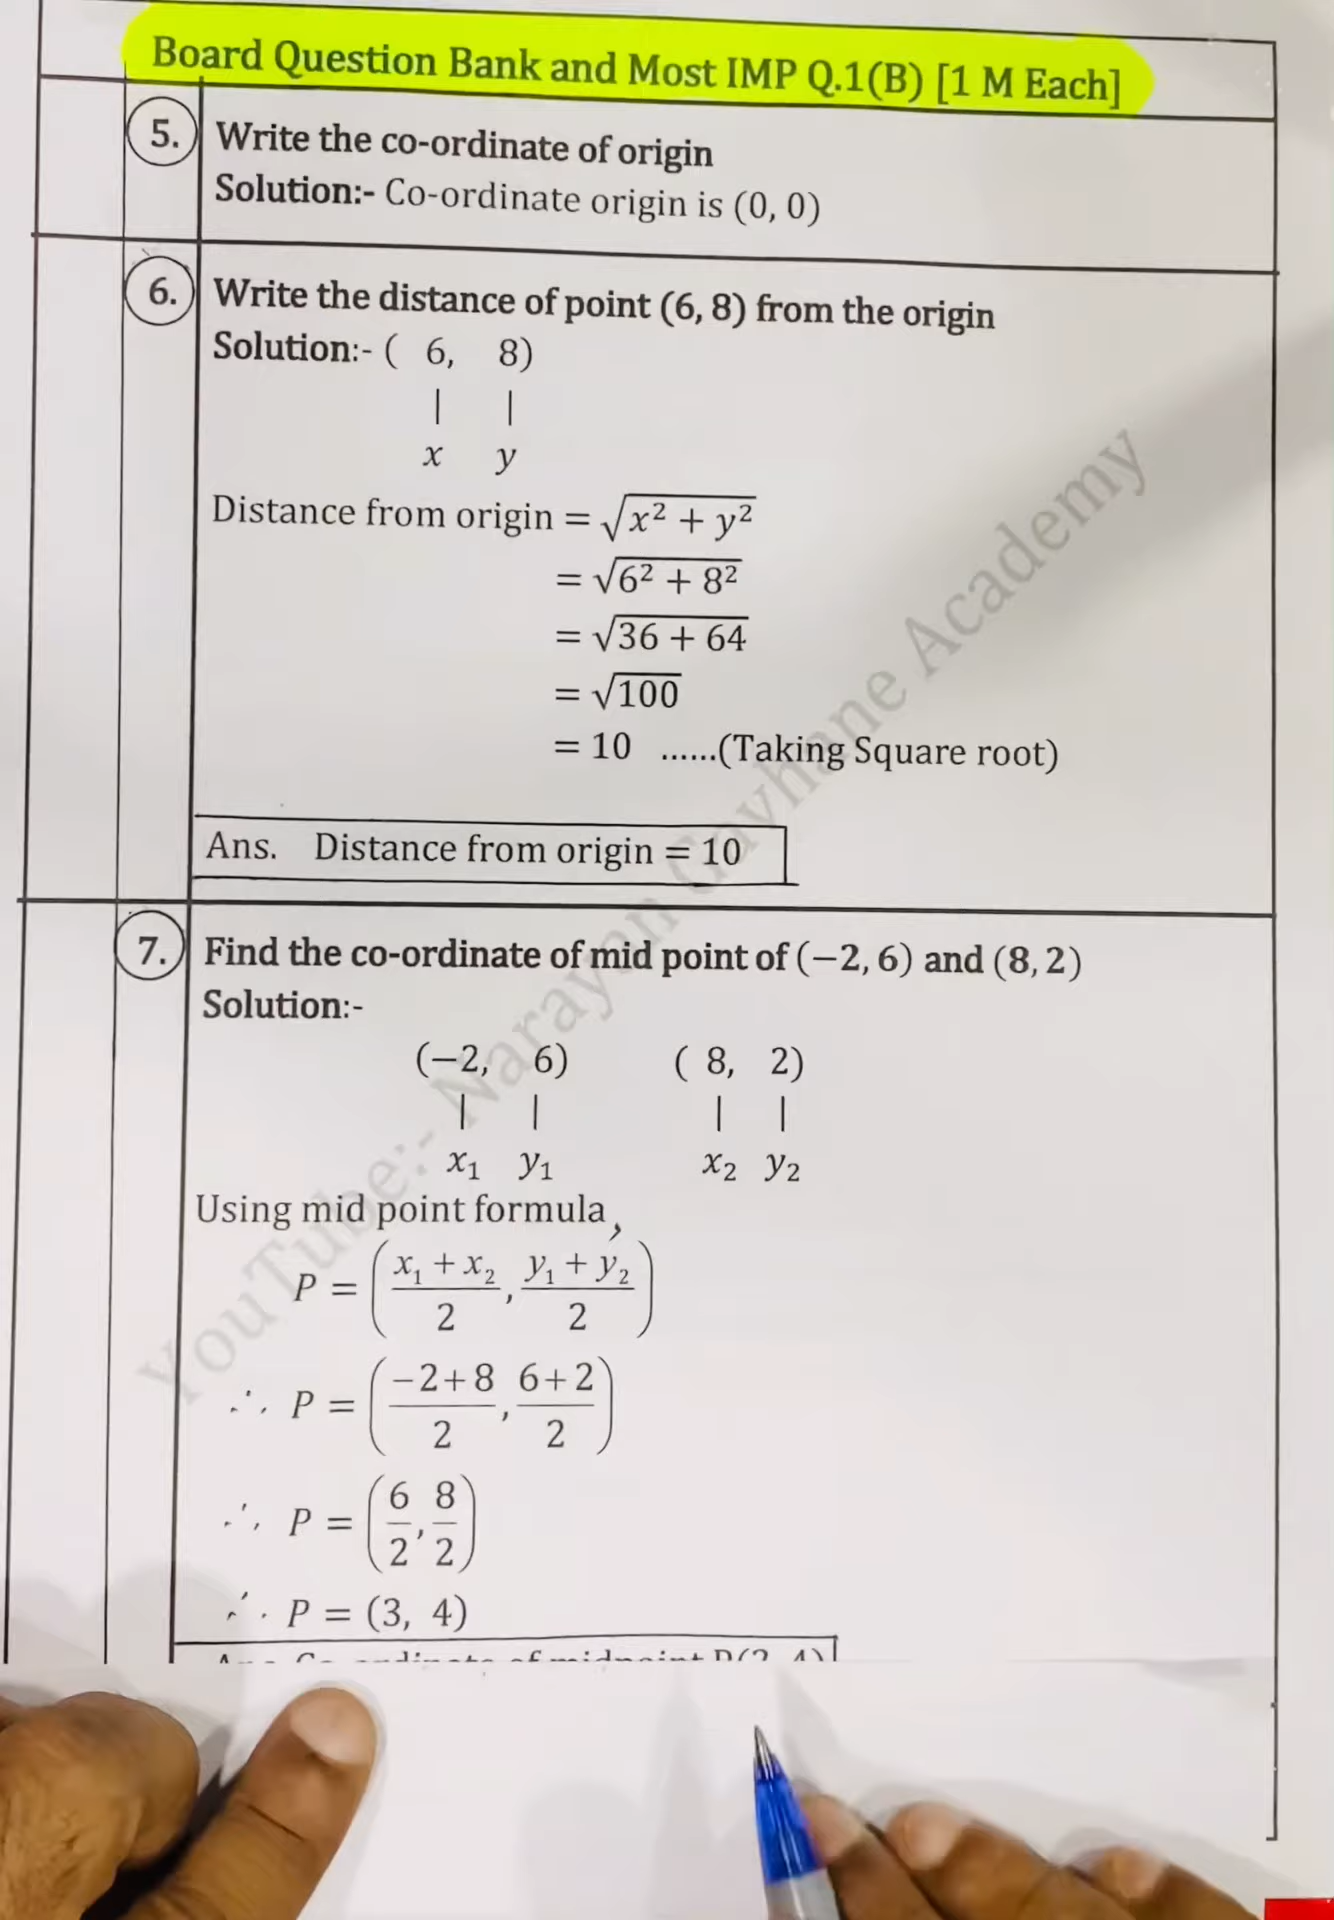 Board Question Bank and Most IMP Q.1(B) [1 M Each]
5. Write the co-ordinate of origin
Solution:- Co-ordinate origin is (0, 0)
6. Write the distance of point (6, 8) from the origin
Solution:- ( 6, 8)
| |
x y
Distance from origin = √x² + y²
= √6² + 8²
= √36 + 64
= √100
= 10 ......(Taking Square root)
Ans. Distance from origin = 10
7. Find the co-ordinate of mid point of (−2, 6) and (8, 2)
Solution:-
(−2, 6) ( 8, 2)
| | | |
x₁ y₁ x₂ y₂
Using mid point formula,
P = ( x₁ + x₂ / 2 , y₁ + y₂ / 2 )
∴ P = ( −2+8 / 2 , 6+2 / 2 )
∴ P = ( 6 / 2 , 8 / 2 )
∴ P = (3, 4)
YouTube:- Narayan Gavhane Academy